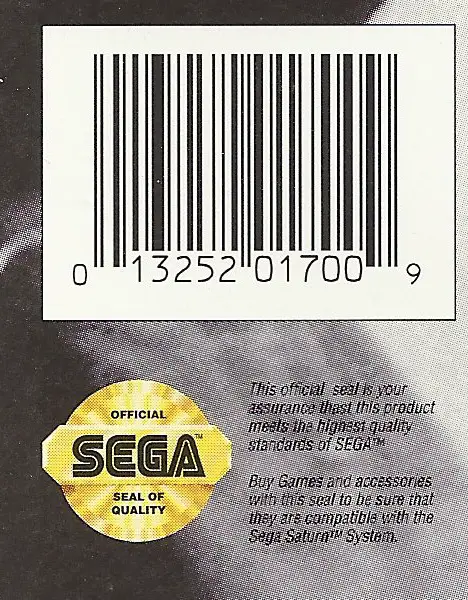 0 13252 01700 9
OFFICIAL
SEGA™
SEAL OF
QUALITY
This official seal is your
assurance thast this product
meets the highest quality
standards of SEGA™
Buy Games and accessories
with this seal to be sure that
they are compatible with the
Sega Saturn™ System.